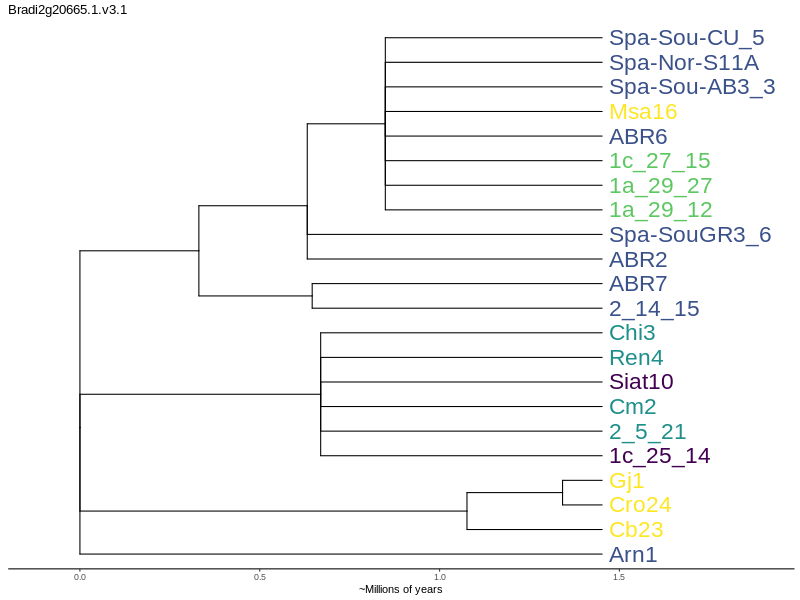 Bradi2g20665.1.v3.1
Spa-Sou-CU_5
Spa-Nor-S11A
Spa-Sou-AB3_3
Msa16
ABR6
1c_27_15
1a_29_27
1a_29_12
Spa-SouGR3_6
ABR2
ABR7
2_14_15
Chi3
Ren4
Siat10
Cm2
2_5_21
1c_25_14
Gj1
Cro24
Cb23
Arn1
0.0 0.5 1.0 1.5
~Millions of years